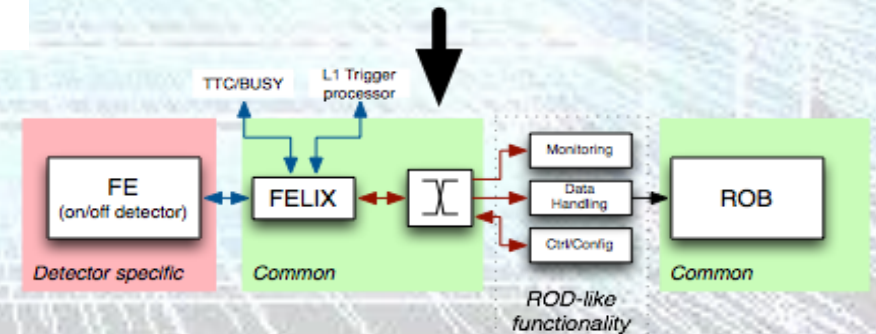 TTC/BUSY
L1 Trigger
processor
FE
(on/off detector)
FELIX
Monitoring
Data
Handling
Ctrl/Config
ROB
Detector specific
Common
ROD-like
functionality
Common